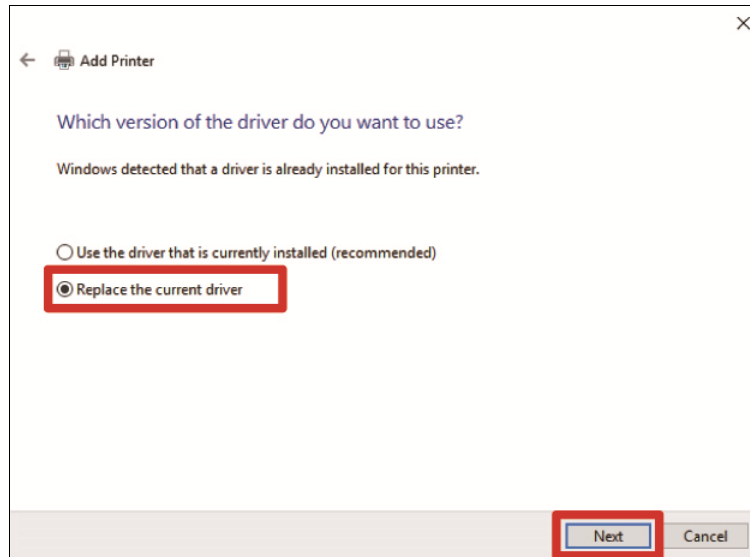 Add Printer
Which version of the driver do you want to use?
Windows detected that a driver is already installed for this printer.
Use the driver that is currently installed (recommended)
Replace the current driver
Next Cancel